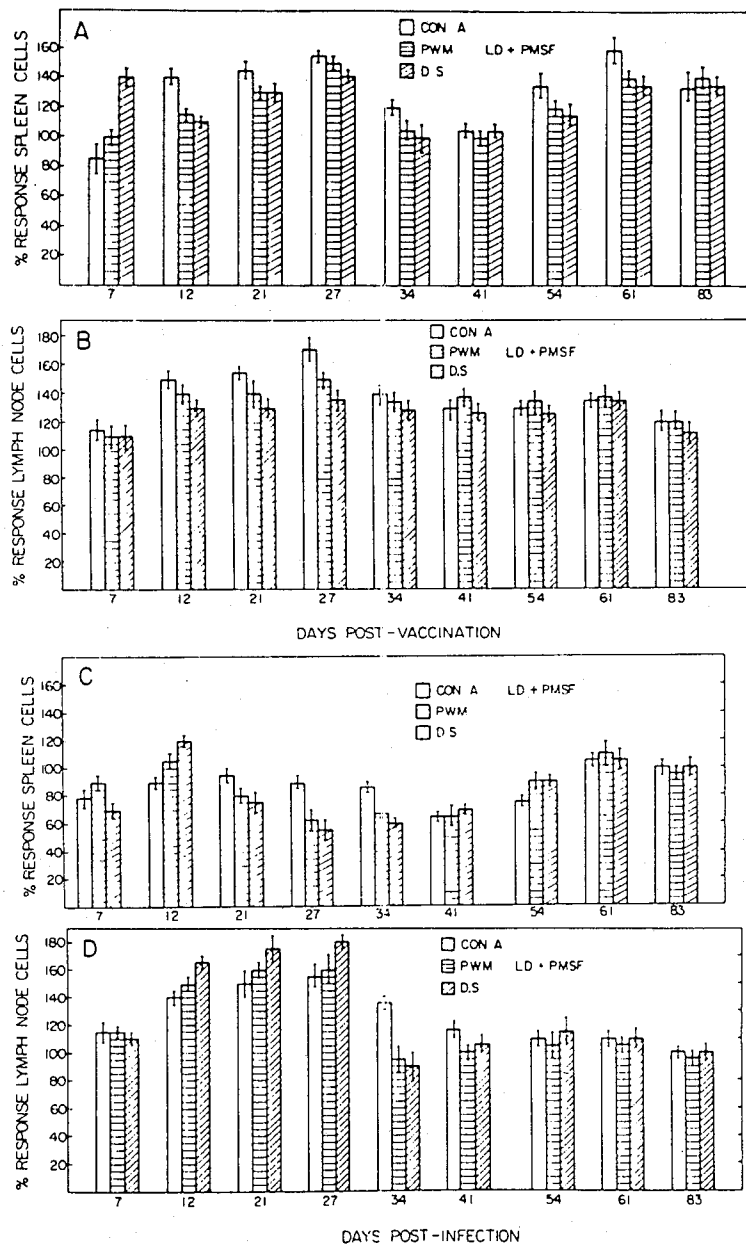 A
CON A
PWM LD + PMSF
D.S
% RESPONSE SPLEEN CELLS
160
140
120
100
80
60
40
20
7 12 21 27 34 41 54 61 83
B
CON A
PWM LD + PMSF
D.S
% RESPONSE LYMPH NODE CELLS
180
160
140
120
100
80
60
40
20
7 12 21 27 34 41 54 61 83
DAYS POST-VACCINATION
C
CON A LD + PMSF
PWM
D.S
% RESPONSE SPLEEN CELLS
160
140
120
100
80
60
40
20
7 12 21 27 34 41 54 61 83
D
CON A
PWM LD + PMSF
D.S
% RESPONSE LYMPH NODE CELLS
180
160
140
120
100
80
60
40
20
7 12 21 27 34 41 54 61 83
DAYS POST-INFECTION